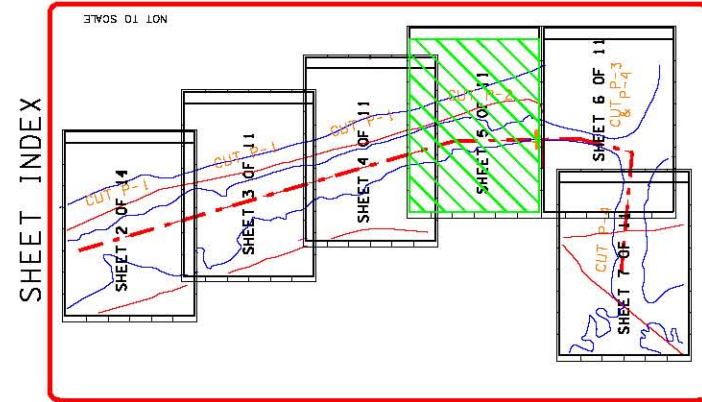 NOT TO SCALE
SHEET INDEX
CUT P-1
SHEET 2 OF 11
CUT P-1
SHEET 3 OF 11
CUT P-1
SHEET 4 OF 11
CUT P-2
SHEET 5 OF 11
CUT P-3
& P-4
SHEET 6 OF 11
CUT P-4
SHEET 7 OF 11